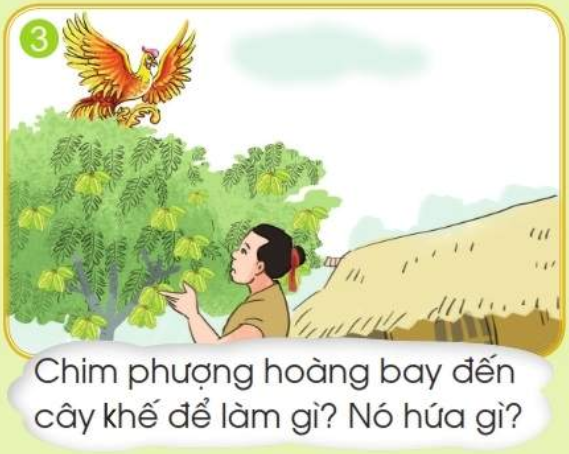 3
Chim phượng hoàng bay đến
cây khế để làm gì? Nó hứa gì?